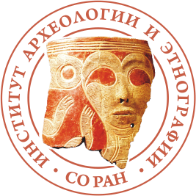 ИНСТИТУТ АРХЕОЛОГИИ И ЭТНОГРАФИИ
· СО РАН ·